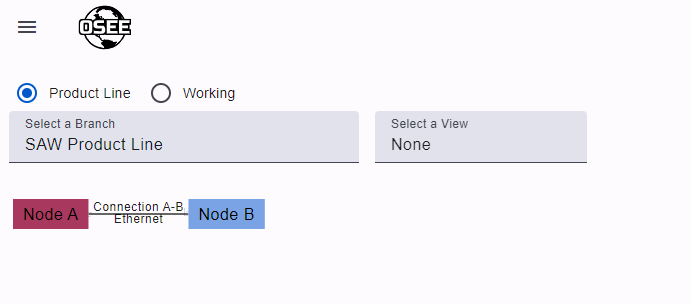 OSEE
Product Line
Working
Select a Branch
SAW Product Line
Select a View
None
Node A
Connection A-B
Ethernet
Node B